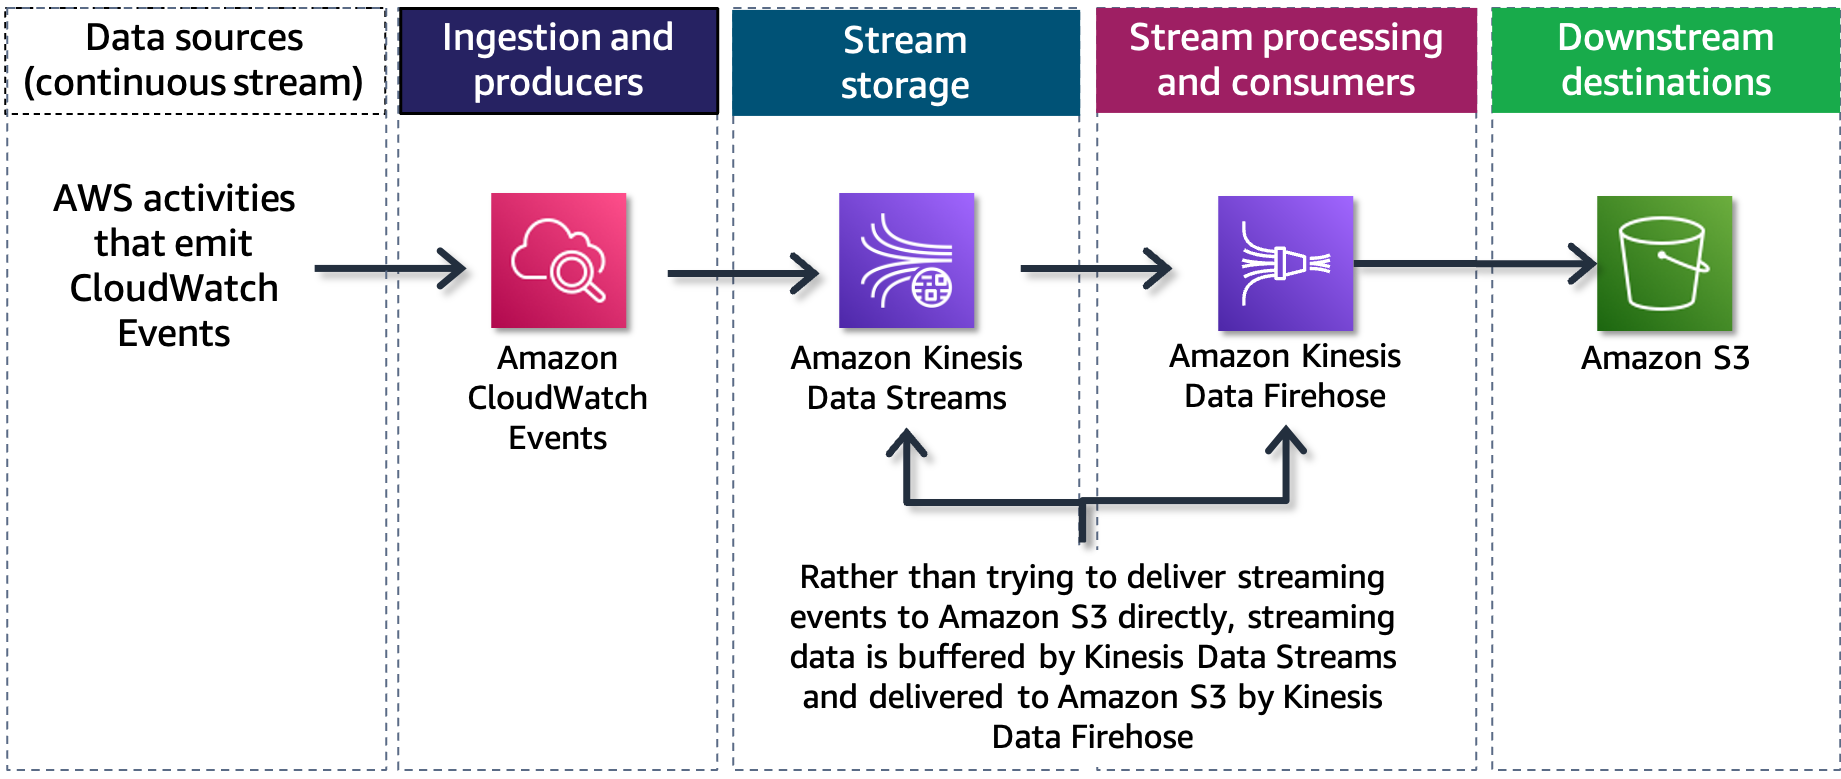 Data sources
(continuous stream)
Ingestion and
producers
Stream
storage
Stream processing
and consumers
Downstream
destinations
AWS activities
that emit
CloudWatch
Events
Amazon
CloudWatch
Events
Amazon Kinesis
Data Streams
Amazon Kinesis
Data Firehose
Amazon S3
Rather than trying to deliver streaming
events to Amazon S3 directly, streaming
data is buffered by Kinesis Data Streams
and delivered to Amazon S3 by Kinesis
Data Firehose